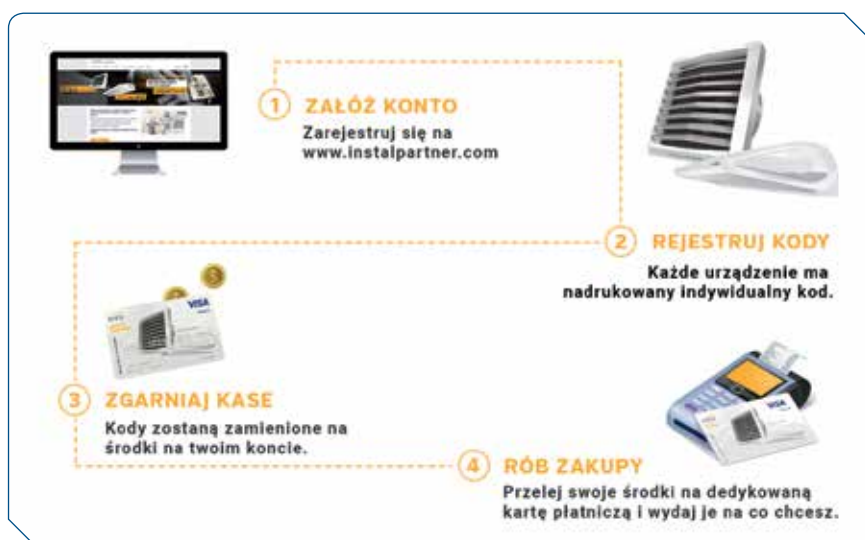 1 ZAŁÓŻ KONTO
Zarejestruj się na
www.instalpartner.com
2 REJESTRUJ KODY
Każde urządzenie ma
nadrukowany indywidualny kod.
VISA
3 ZGARNIAJ KASE
Kody zostaną zamienione na
środki na twoim koncie.
VISA
4 RÓB ZAKUPY
Przelej swoje środki na dedykowaną
kartę płatniczą i wydaj je na co chcesz.